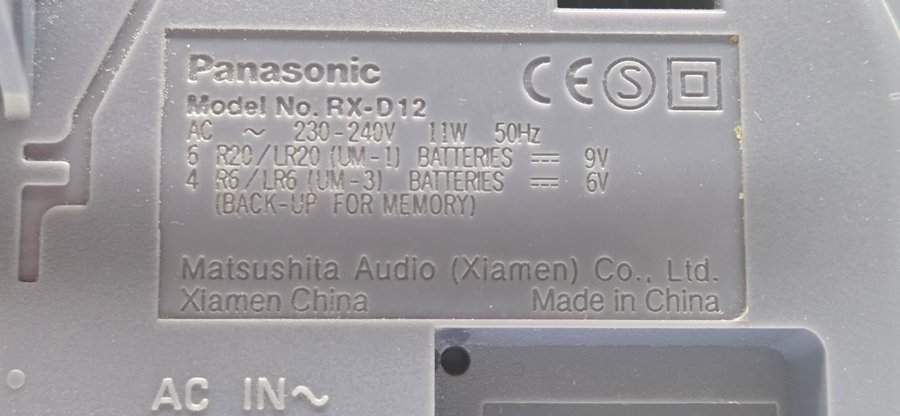 Panasonic
CE S
Model No. RX-D12
AC ~ 230-240V 11W 50Hz
6 R20/LR20 (UM-1) BATTERIES ⎓ 9V
4 R6/LR6 (UM-3) BATTERIES ⎓ 6V
(BACK-UP FOR MEMORY)
Matsushita Audio (Xiamen) Co., Ltd.
Xiamen China Made in China
AC IN~